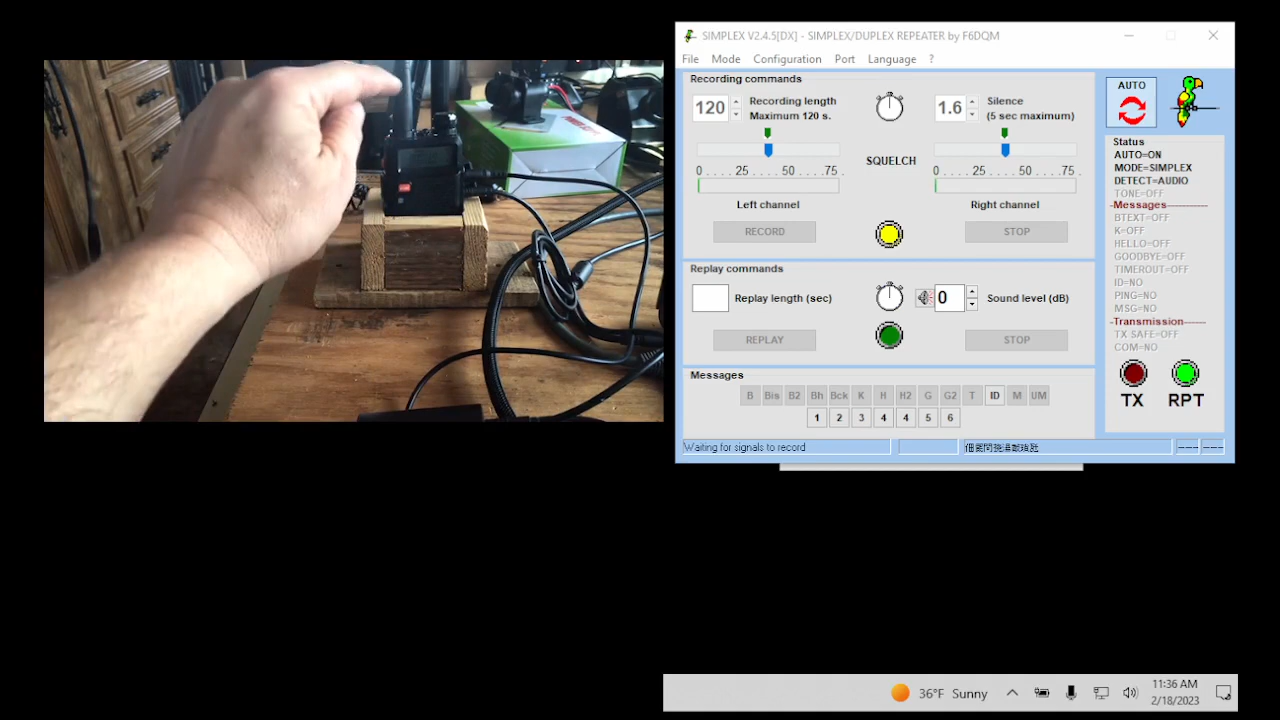 SIMPLEX V2.4.5[DX] - SIMPLEX/DUPLEX REPEATER by F6DQM
File Mode Configuration Port Language ?
Recording commands
120 Recording length
Maximum 120 s.
1.6 Silence
(5 sec maximum)
SQUELCH
0 . . . . 25 . . . . 50 . . . . 75 .
0 . . . . 25 . . . . 50 . . . . 75 .
Left channel
Right channel
RECORD
STOP
Replay commands
Replay length (sec)
0 Sound level (dB)
REPLAY
STOP
Messages
B Bis B2 Bh Bck K H H2 G G2 T ID M UM
1 2 3 4 4 5 6
Waiting for signals to record
AUTO
Status
AUTO=ON
MODE=SIMPLEX
DETECT=AUDIO
TONE=OFF
-Messages-----------
BTEXT=OFF
K=OFF
HELLO=OFF
GOODBYE=OFF
TIMEROUT=OFF
ID=NO
PING=NO
MSG=NO
-Transmission------
TX SAFE=OFF
COM=NO
TX RPT
36°F Sunny
11:36 AM
2/18/2023